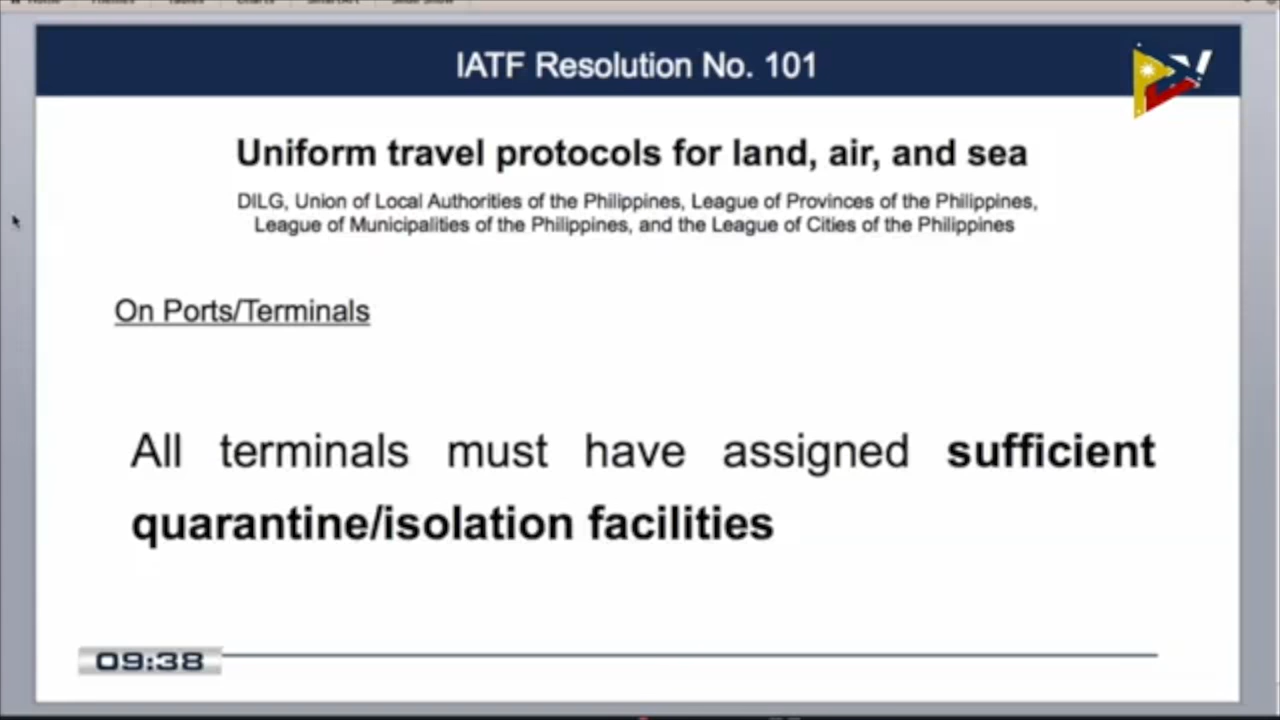 IATF Resolution No. 101
Uniform travel protocols for land, air, and sea
DILG, Union of Local Authorities of the Philippines, League of Provinces of the Philippines,
League of Municipalities of the Philippines, and the League of Cities of the Philippines
On Ports/Terminals
All terminals must have assigned sufficient
quarantine/isolation facilities
09:38